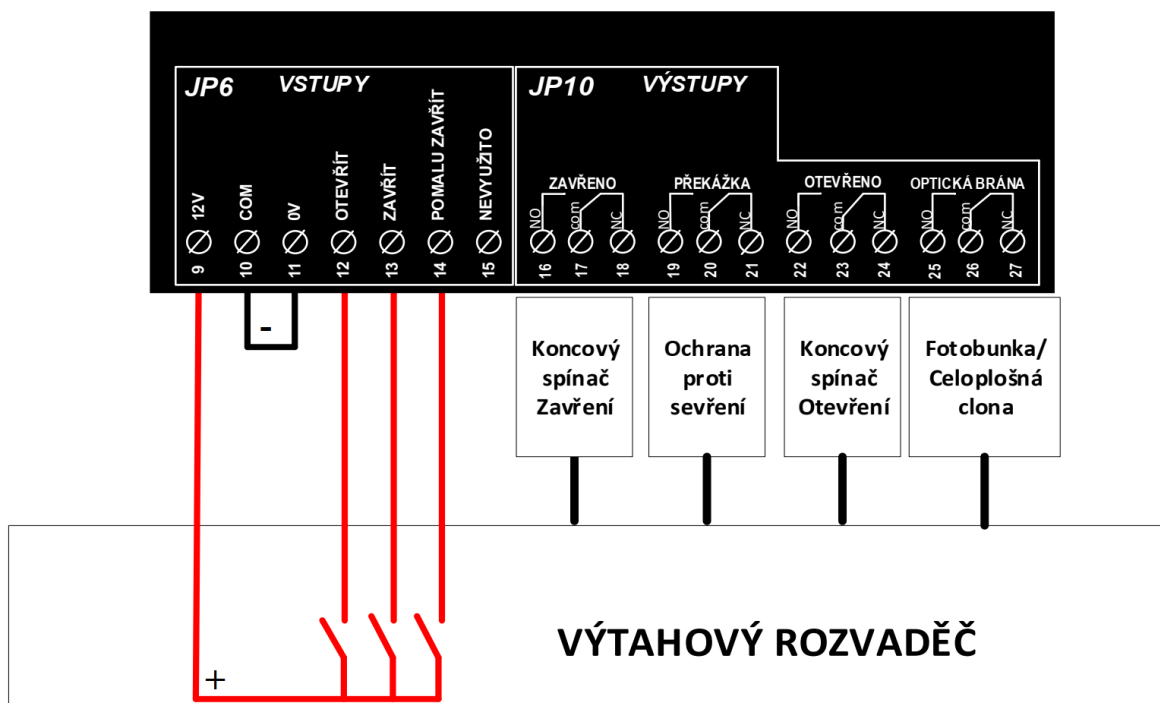 JP6 VSTUPY
JP10 VÝSTUPY
12V
COM
0V
OTEVŘÍT
ZAVŘÍT
POMALU ZAVŘÍT
NEVYUŽITO
ZAVŘENO
PŘEKÁŽKA
OTEVŘENO
OPTICKÁ BRÁNA
NO com NC
NO com NC
NO com NC
NO com NC
9 10 11 12 13 14 15 16 17 18 19 20 21 22 23 24 25 26 27
-
Koncový
spínač
Zavření
Ochrana
proti
sevření
Koncový
spínač
Otevření
Fotobunka/
Celoplošná
clona
VÝTAHOVÝ ROZVADĚČ
+